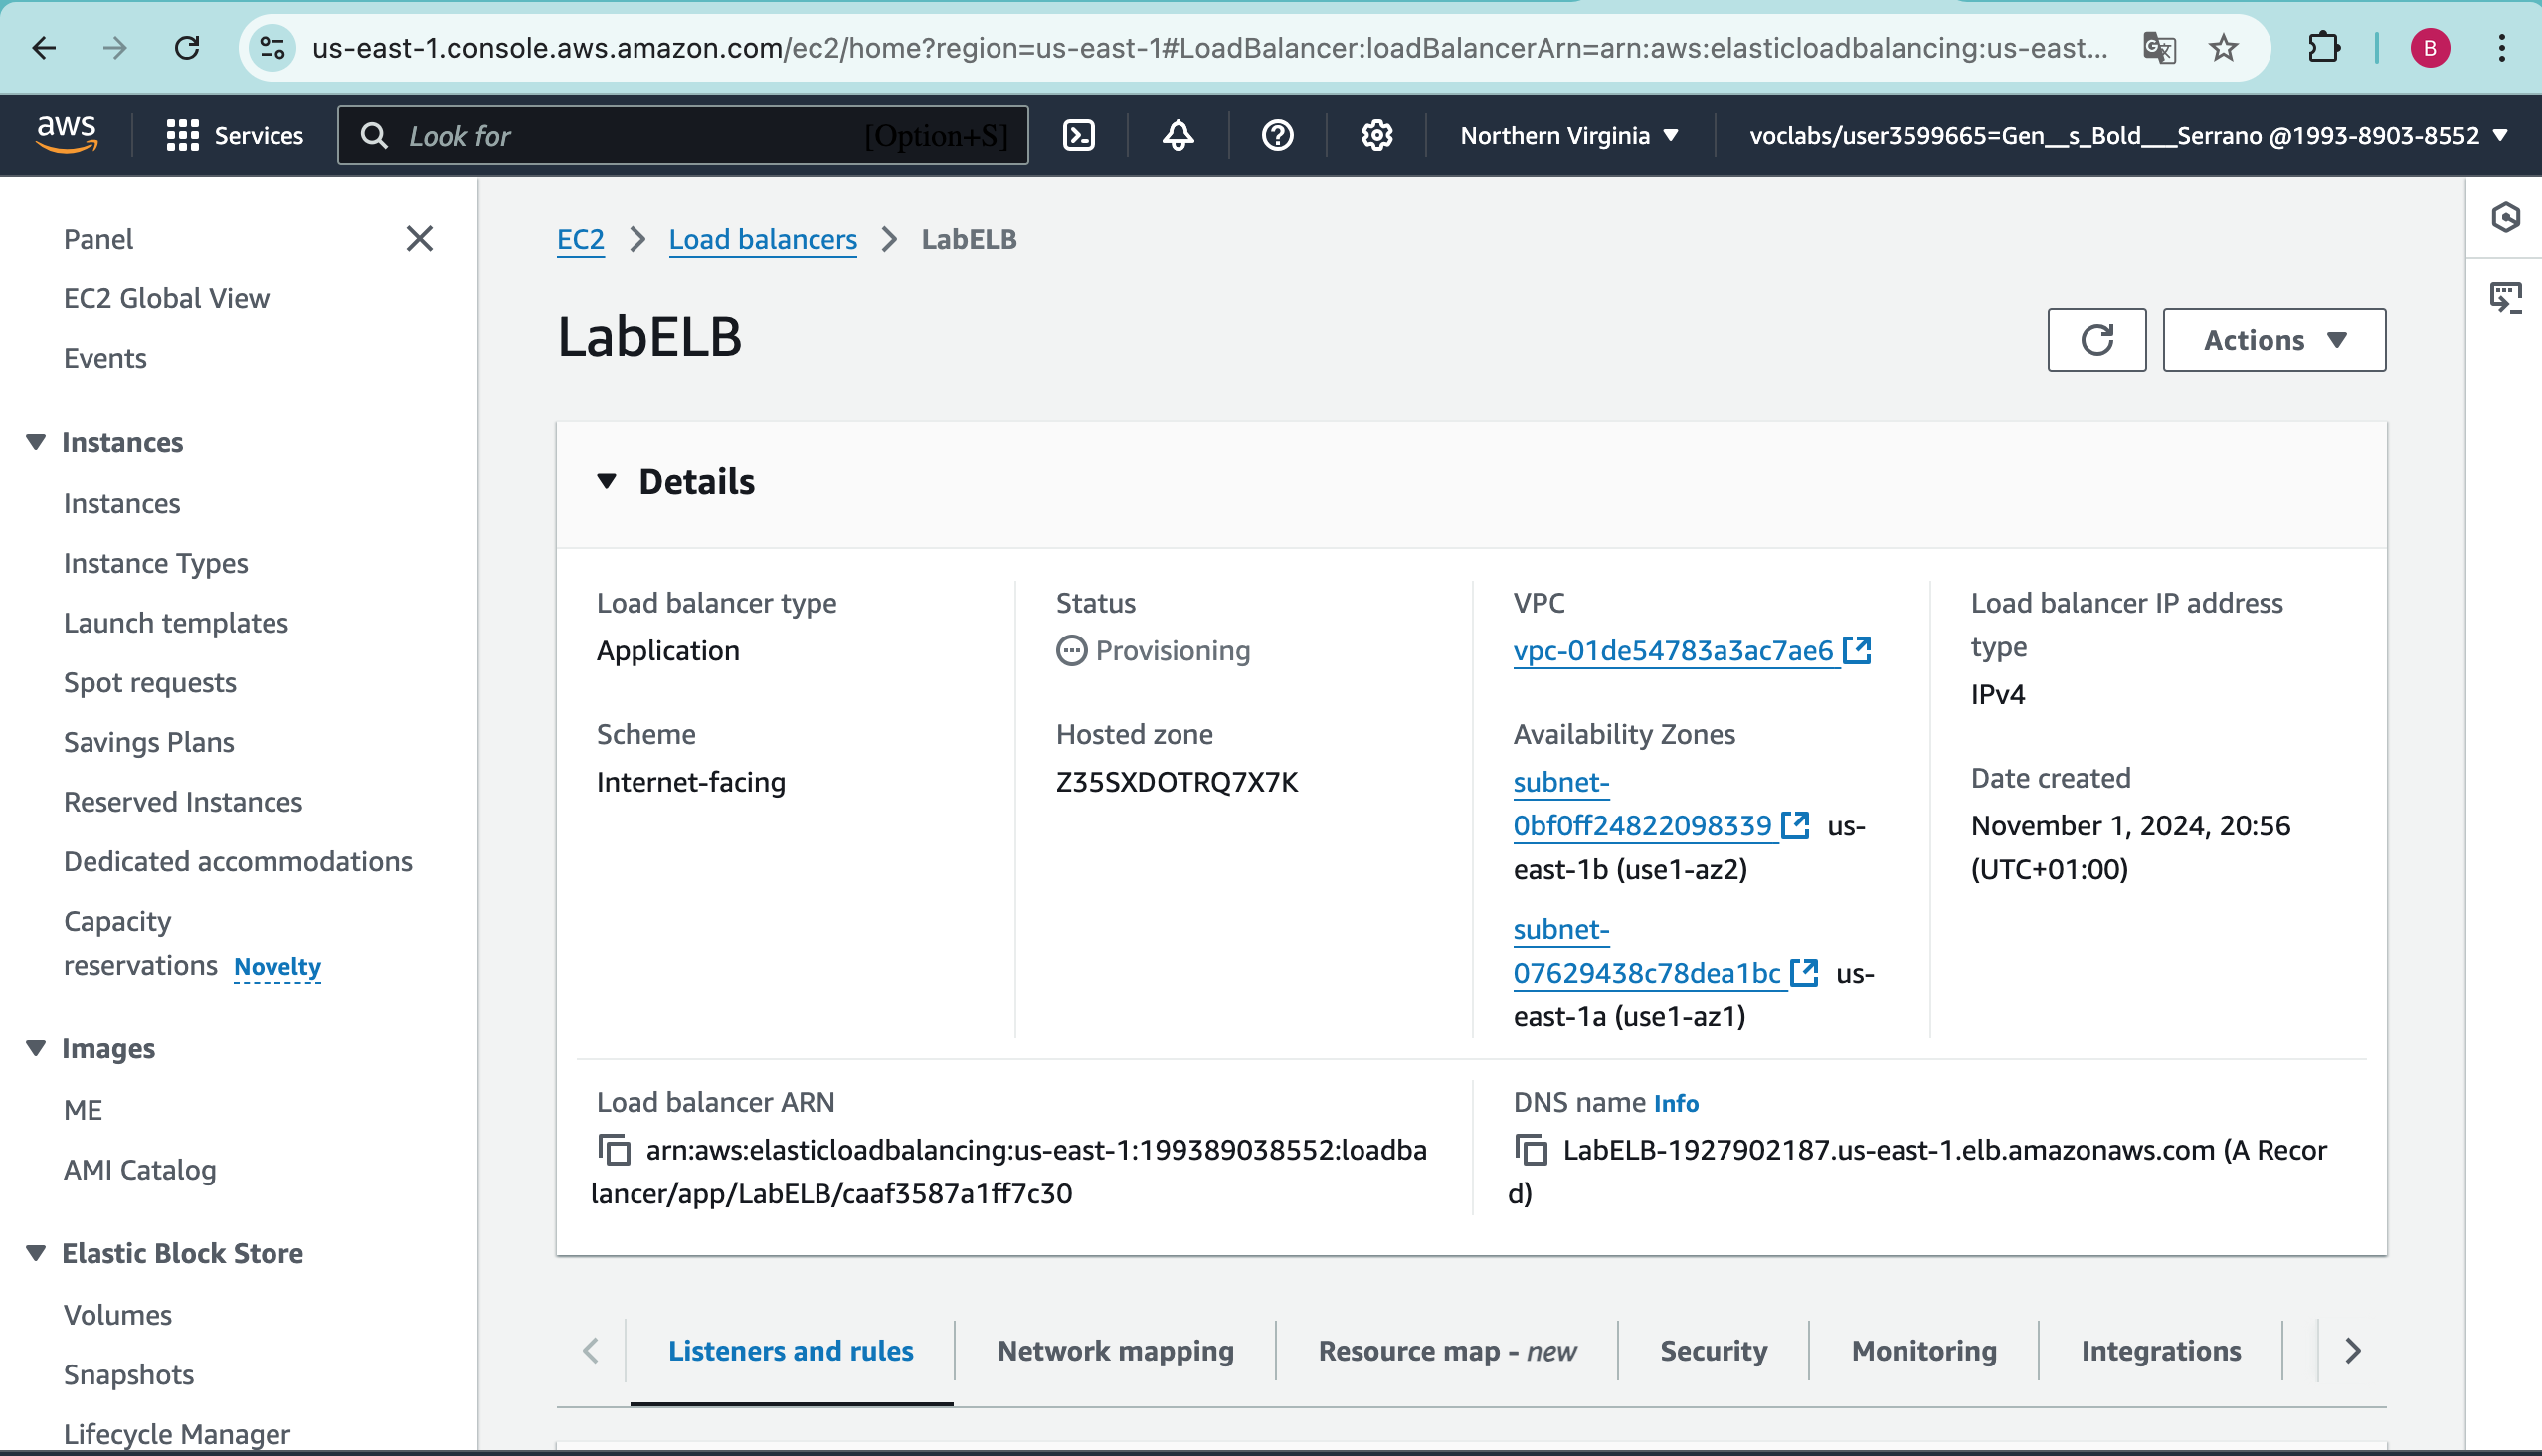 us-east-1.console.aws.amazon.com/ec2/home?region=us-east-1#LoadBalancer:loadBalancerArn=arn:aws:elasticloadbalancing:us-east...
B
aws
Services
Look for
[Option+S]
Northern Virginia
voclabs/user3599665=Gen__s_Bold___Serrano @1993-8903-8552
Panel
EC2 Global View
Events
Instances
Instances
Instance Types
Launch templates
Spot requests
Savings Plans
Reserved Instances
Dedicated accommodations
Capacity
reservations Novelty
Images
ME
AMI Catalog
Elastic Block Store
Volumes
Snapshots
Lifecycle Manager
EC2 > Load balancers > LabELB
LabELB
Actions
Details
Load balancer type
Application
Scheme
Internet-facing
Status
Provisioning
Hosted zone
Z35SXDOTRQ7X7K
VPC
vpc-01de54783a3ac7ae6
Availability Zones
subnet-
0bf0ff24822098339 us-
east-1b (use1-az2)
subnet-
07629438c78dea1bc us-
east-1a (use1-az1)
Load balancer IP address
type
IPv4
Date created
November 1, 2024, 20:56
(UTC+01:00)
Load balancer ARN
arn:aws:elasticloadbalancing:us-east-1:199389038552:loadba
lancer/app/LabELB/caaf3587a1ff7c30
DNS name Info
LabELB-1927902187.us-east-1.elb.amazonaws.com (A Recor
d)
Listeners and rules
Network mapping
Resource map - new
Security
Monitoring
Integrations